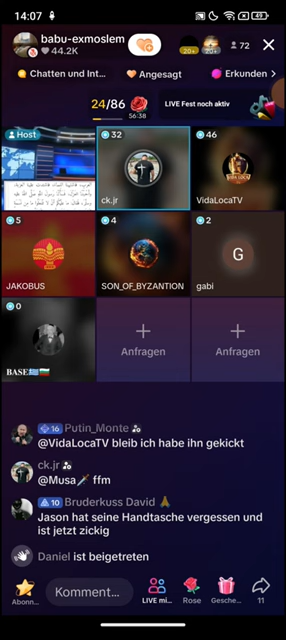 14:07
49
babu-exmoslem
44.2K
20+
20+
72
Chatten und Int...
Angesagt
Erkunden
24/86
56:38
LIVE Fest noch aktiv
Host
32
46
ck.jr
VidaLocaTV
5
4
2
G
JAKOBUS
SON_OF_BYZANTION
gabi
0
BASE🇬🇷🇧🇬
Anfragen
Anfragen
16 Putin_Monte
@VidaLocaTV bleib ich habe ihn gekickt
ck.jr
@Musa🗡️ ffm
10 Bruderkuss David 🙏
Jason hat seine Handtasche vergessen und
ist jetzt zickig
Daniel ist beigetreten
Abonn...
Komment...
LIVE mi...
Rose
Gesche...
11